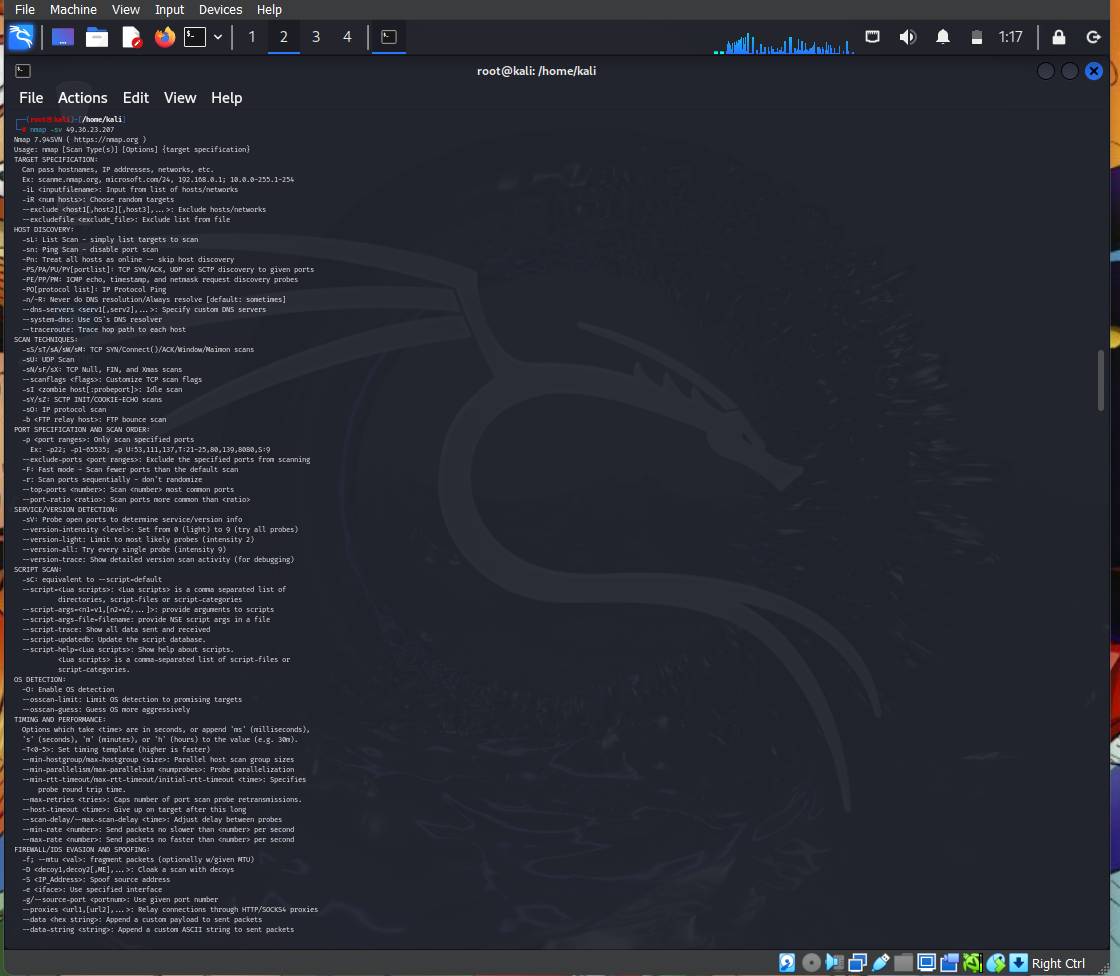 File Machine View Input Devices Help
1 2 3 4 1:17
root@kali: /home/kali
File Actions Edit View Help
(root㉿kali)-[/home/kali]
# nmap -sv 49.36.23.207
Nmap 7.94SVN ( https://nmap.org )
Usage: nmap [Scan Type(s)] [Options] {target specification}
TARGET SPECIFICATION:
Can pass hostnames, IP addresses, networks, etc.
Ex: scanme.nmap.org, microsoft.com/24, 192.168.0.1; 10.0.0-255.1-254
-iL <inputfilename>: Input from list of hosts/networks
-iR <num hosts>: Choose random targets
--exclude <host1[,host2][,host3],...>: Exclude hosts/networks
--excludefile <exclude_file>: Exclude list from file
HOST DISCOVERY:
-sL: List Scan - simply list targets to scan
-sn: Ping Scan - disable port scan
-Pn: Treat all hosts as online -- skip host discovery
-PS/PA/PU/PY[portlist]: TCP SYN/ACK, UDP or SCTP discovery to given ports
-PE/PP/PM: ICMP echo, timestamp, and netmask request discovery probes
-PO[protocol list]: IP Protocol Ping
-n/-R: Never do DNS resolution/Always resolve [default: sometimes]
--dns-servers <serv1[,serv2],...>: Specify custom DNS servers
--system-dns: Use OS's DNS resolver
--traceroute: Trace hop path to each host
SCAN TECHNIQUES:
-sS/sT/sA/sW/sM: TCP SYN/Connect()/ACK/Window/Maimon scans
-sU: UDP Scan
-sN/sF/sX: TCP Null, FIN, and Xmas scans
--scanflags <flags>: Customize TCP scan flags
-sI <zombie host[:probeport]>: Idle scan
-sY/sZ: SCTP INIT/COOKIE-ECHO scans
-sO: IP protocol scan
-b <FTP relay host>: FTP bounce scan
PORT SPECIFICATION AND SCAN ORDER:
-p <port ranges>: Only scan specified ports
Ex: -p22; -p1-65535; -p U:53,111,137,T:21-25,80,139,8080,S:9
--exclude-ports <port ranges>: Exclude the specified ports from scanning
-F: Fast mode - Scan fewer ports than the default scan
-r: Scan ports sequentially - don't randomize
--top-ports <number>: Scan <number> most common ports
--port-ratio <ratio>: Scan ports more common than <ratio>
SERVICE/VERSION DETECTION:
-sV: Probe open ports to determine service/version info
--version-intensity <level>: Set from 0 (light) to 9 (try all probes)
--version-light: Limit to most likely probes (intensity 2)
--version-all: Try every single probe (intensity 9)
--version-trace: Show detailed version scan activity (for debugging)
SCRIPT SCAN:
-sC: equivalent to --script=default
--script=<Lua scripts>: <Lua scripts> is a comma separated list of
directories, script-files or script-categories
--script-args=<n1=v1,[n2=v2,...]>: provide arguments to scripts
--script-args-file=filename: provide NSE script args in a file
--script-trace: Show all data sent and received
--script-updatedb: Update the script database.
--script-help=<Lua scripts>: Show help about scripts.
<Lua scripts> is a comma-separated list of script-files or
script-categories.
OS DETECTION:
-O: Enable OS detection
--osscan-limit: Limit OS detection to promising targets
--osscan-guess: Guess OS more aggressively
TIMING AND PERFORMANCE:
Options which take <time> are in seconds, or append 'ms' (milliseconds),
's' (seconds), 'm' (minutes), or 'h' (hours) to the value (e.g. 30m).
-T<0-5>: Set timing template (higher is faster)
--min-hostgroup/max-hostgroup <size>: Parallel host scan group sizes
--min-parallelism/max-parallelism <numprobes>: Probe parallelization
--min-rtt-timeout/max-rtt-timeout/initial-rtt-timeout <time>: Specifies
probe round trip time.
--max-retries <tries>: Caps number of port scan probe retransmissions.
--host-timeout <time>: Give up on target after this long
--scan-delay/--max-scan-delay <time>: Adjust delay between probes
--min-rate <number>: Send packets no slower than <number> per second
--max-rate <number>: Send packets no faster than <number> per second
FIREWALL/IDS EVASION AND SPOOFING:
-f; --mtu <val>: fragment packets (optionally w/given MTU)
-D <decoy1,decoy2[,ME],...>: Cloak a scan with decoys
-S <IP_Address>: Spoof source address
-e <iface>: Use specified interface
-g/--source-port <portnum>: Use given port number
--proxies <url1,[url2],...>: Relay connections through HTTP/SOCKS4 proxies
--data <hex string>: Append a custom payload to sent packets
--data-string <string>: Append a custom ASCII string to sent packets
Right Ctrl